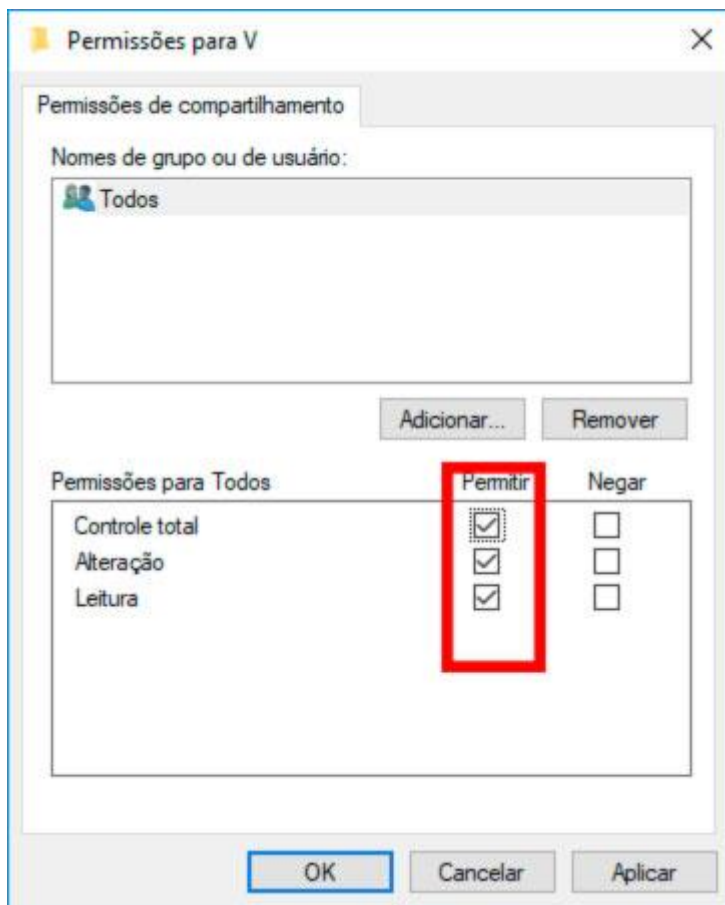 Permissões para V
Permissões de compartilhamento
Nomes de grupo ou de usuário:
Todos
Adicionar... Remover
Permissões para Todos Permitir Negar
Controle total
Alteração
Leitura
OK Cancelar Aplicar